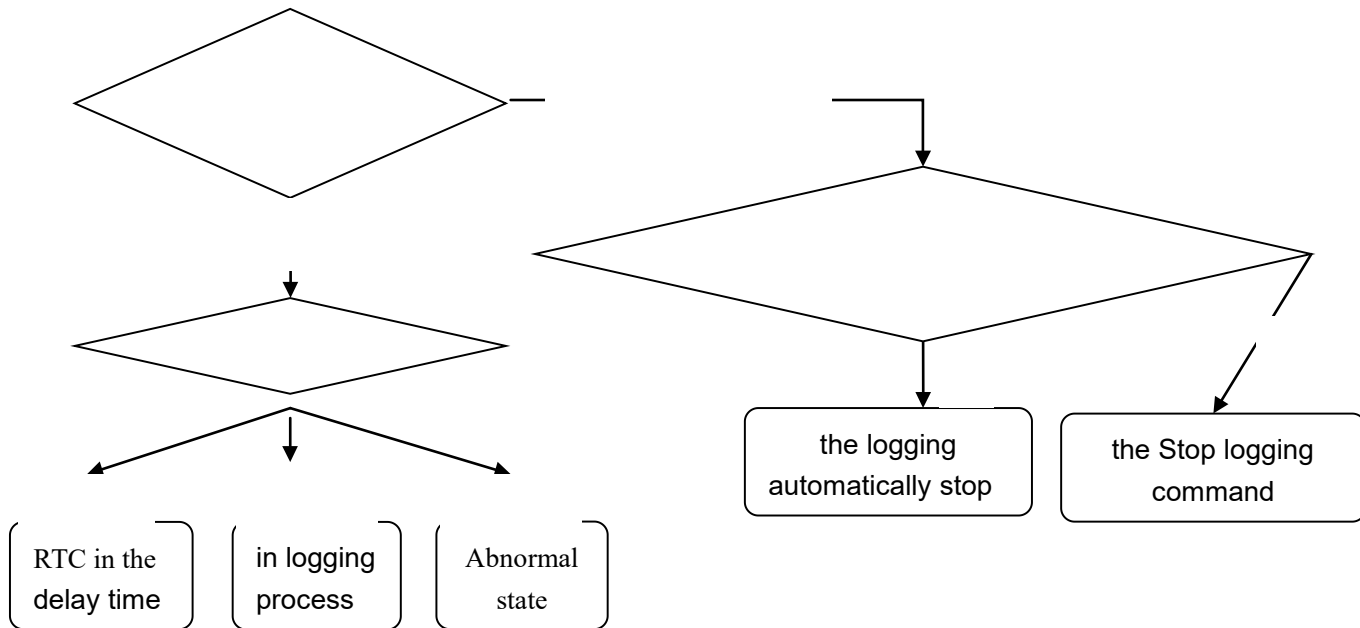 the logging
automatically stop
the Stop logging
command
RTC in the
delay time
in logging
process
Abnormal
state